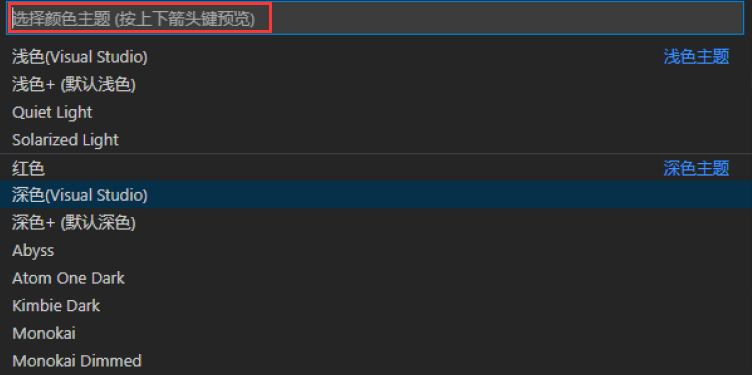 选择颜色主题 (按上下箭头键预览)
浅色(Visual Studio) 浅色主题
浅色+ (默认浅色)
Quiet Light
Solarized Light
红色 深色主题
深色(Visual Studio)
深色+ (默认深色)
Abyss
Atom One Dark
Kimbie Dark
Monokai
Monokai Dimmed